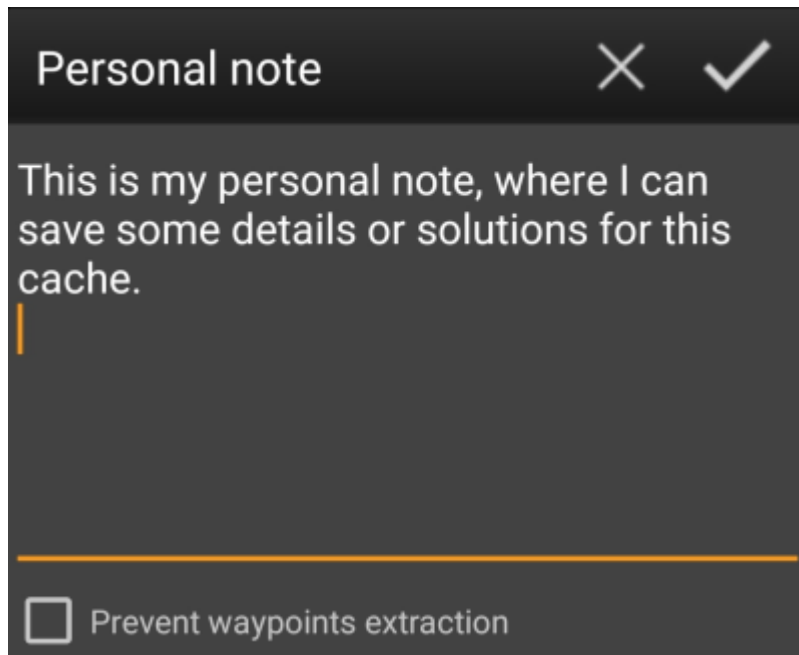 Personal note
This is my personal note, where I can
save some details or solutions for this
cache.
Prevent waypoints extraction